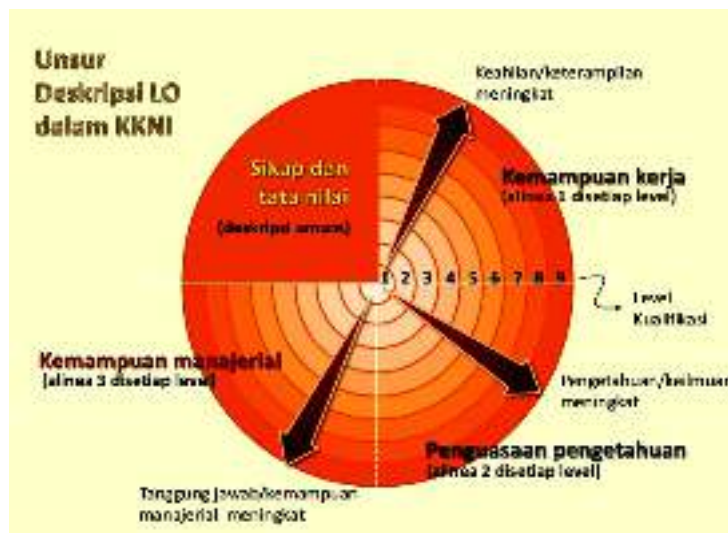 Unsur
Deskripsi LO
dalam KKNI
Keahlian/keterampilan
meningkat
Sikap dan
tata nilai
(deskripsi umum)
Kemampuan kerja
(alinea 1 disetiap level)
1 2 3 4 5 6 7 8 9
Level
Kualifikasi
Kemampuan manajerial
(alinea 3 disetiap level)
Pengetahuan/keilmuan
meningkat
Penguasaan pengetahuan
(alinea 2 disetiap level)
Tanggung jawab/kemampuan
manajerial meningkat